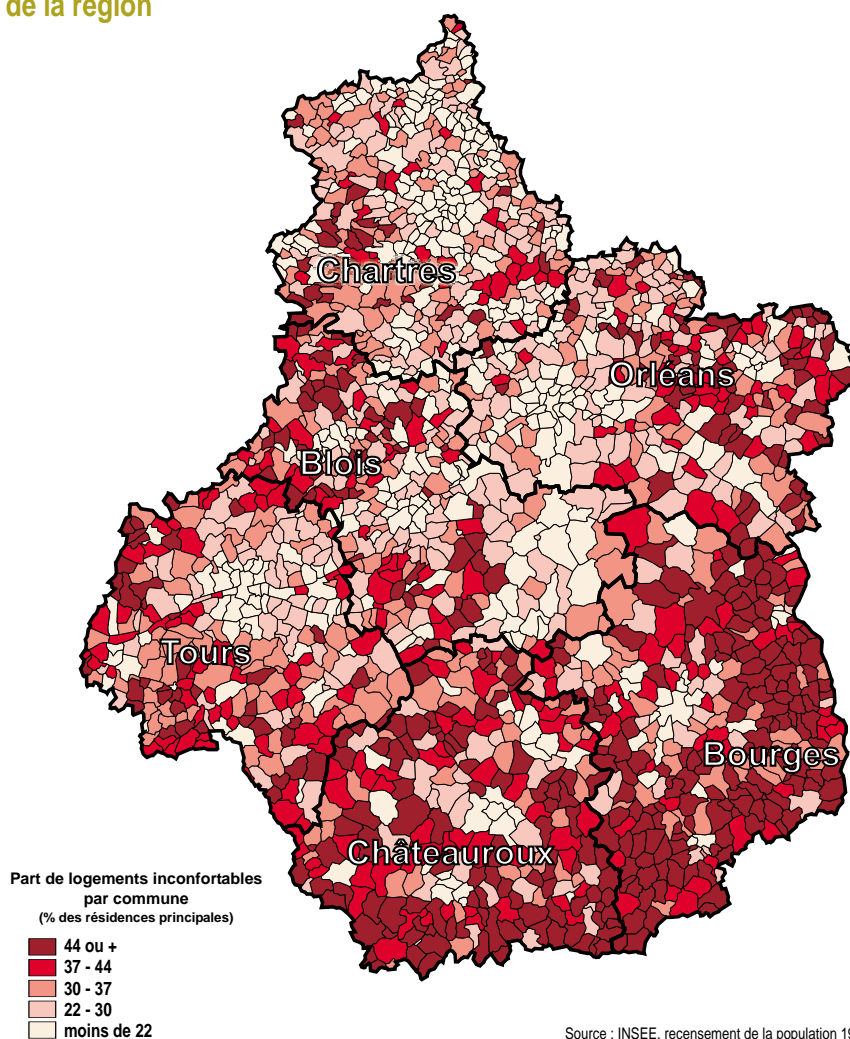 de la région
Chartres
Orléans
Blois
Tours
Bourges
Châteauroux
Part de logements inconfortables
par commune
(% des résidences principales)
44 ou +
37 - 44
30 - 37
22 - 30
moins de 22
Source : INSEE, recensement de la population